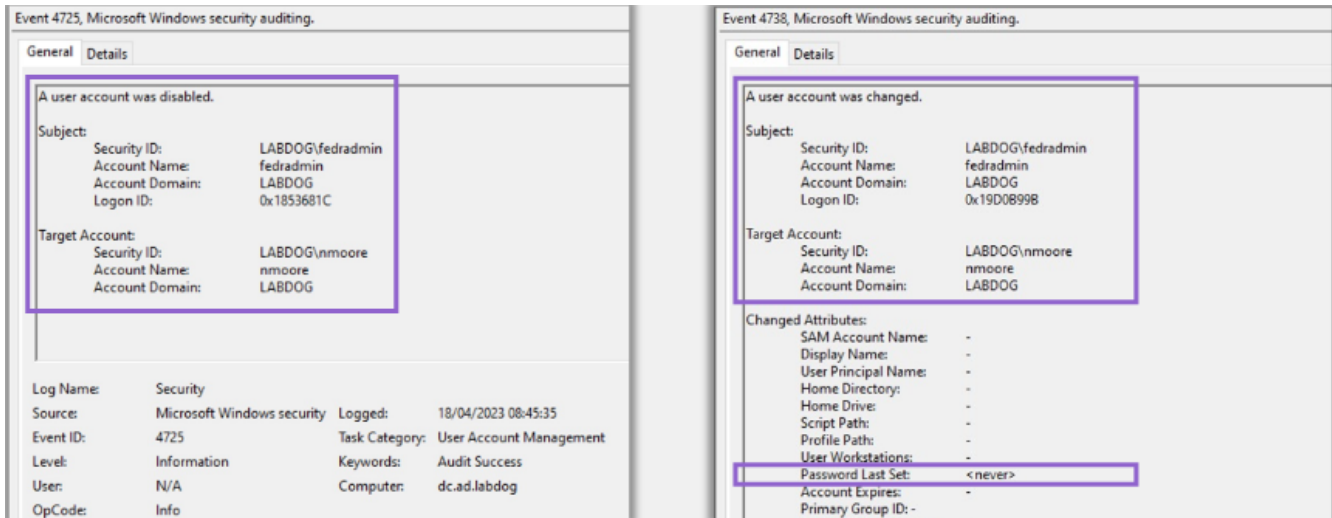 Event 4725, Microsoft Windows security auditing.
General Details
A user account was disabled.
Subject:
Security ID: LABDOG\fedradmin
Account Name: fedradmin
Account Domain: LABDOG
Logon ID: 0x1853681C
Target Account:
Security ID: LABDOG\nmoore
Account Name: nmoore
Account Domain: LABDOG
Log Name: Security
Source: Microsoft Windows security Logged: 18/04/2023 08:45:35
Event ID: 4725 Task Category: User Account Management
Level: Information Keywords: Audit Success
User: N/A Computer: dc.ad.labdog
OpCode: Info
Event 4738, Microsoft Windows security auditing.
General Details
A user account was changed.
Subject:
Security ID: LABDOG\fedradmin
Account Name: fedradmin
Account Domain: LABDOG
Logon ID: 0x19D0B99B
Target Account:
Security ID: LABDOG\nmoore
Account Name: nmoore
Account Domain: LABDOG
Changed Attributes:
SAM Account Name: -
Display Name: -
User Principal Name: -
Home Directory: -
Home Drive: -
Script Path: -
Profile Path: -
User Workstations: -
Password Last Set: <never>
Account Expires: -
Primary Group ID: -